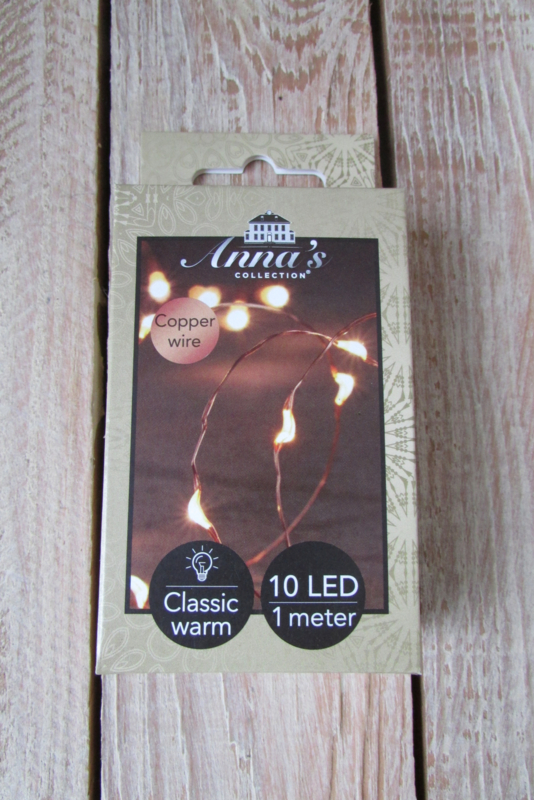 Anna's
COLLECTION®
Copper
wire
Classic
warm
10 LED
1 meter